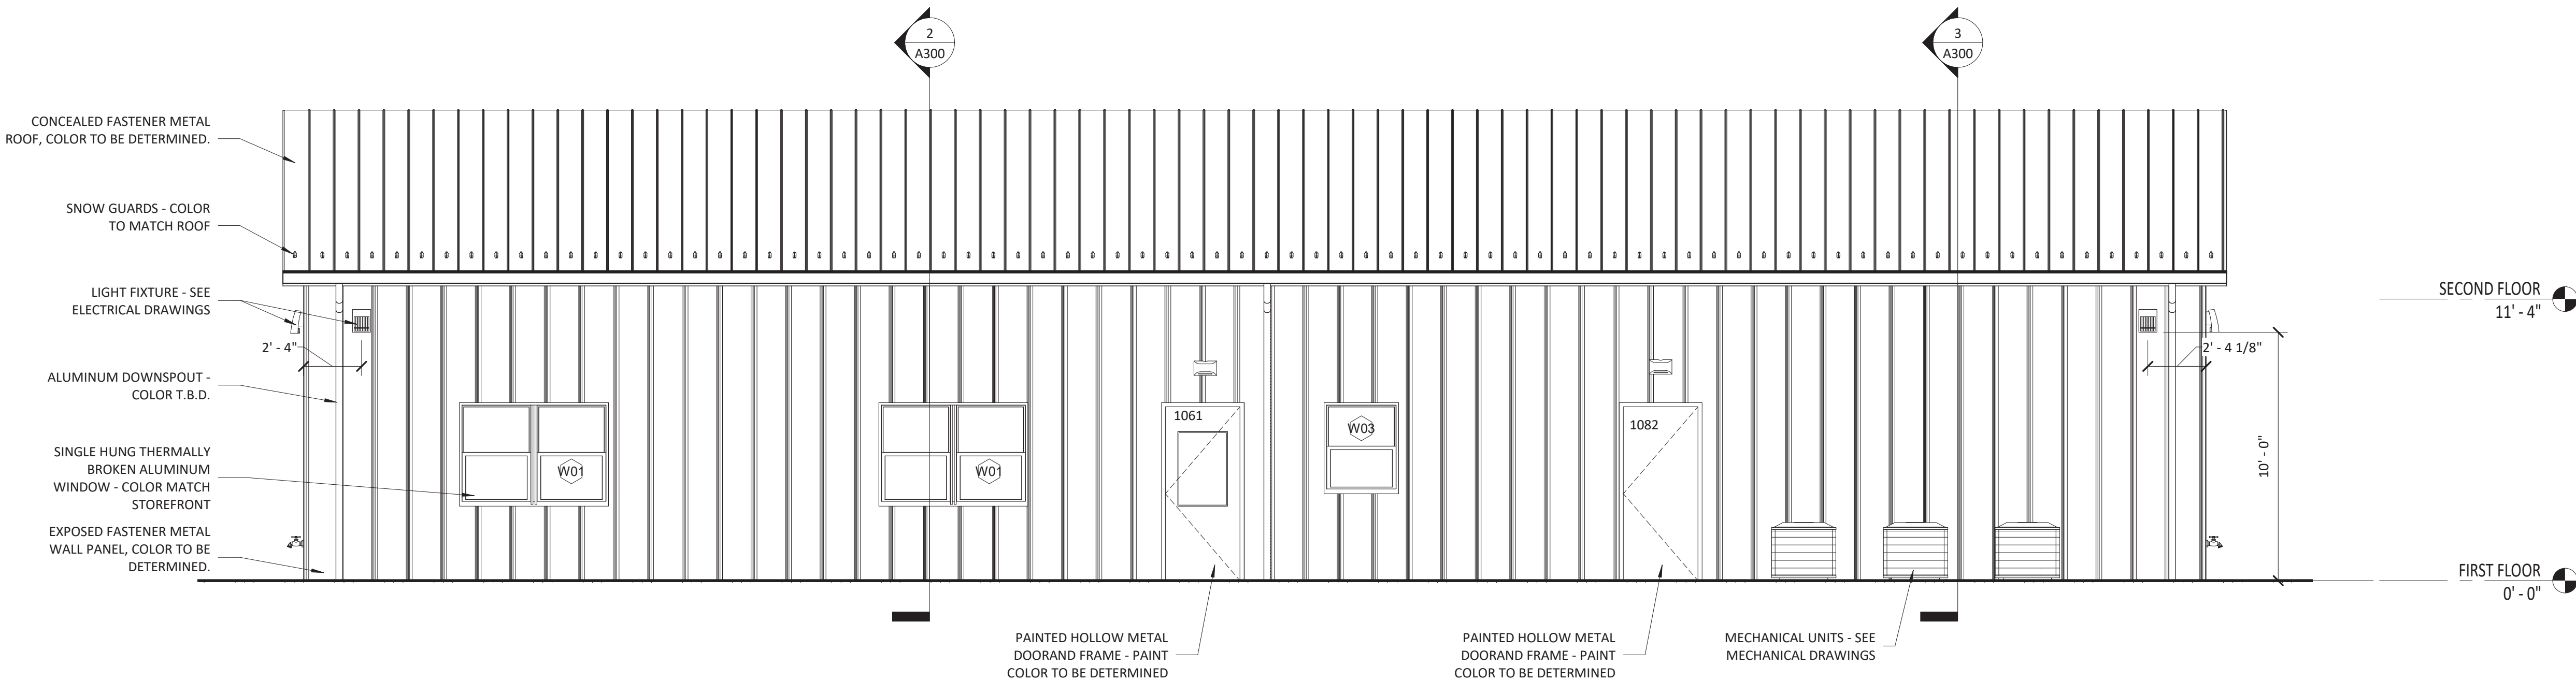 2
A300
3
A300
CONCEALED FASTENER METAL
ROOF, COLOR TO BE DETERMINED.
SNOW GUARDS - COLOR
TO MATCH ROOF
LIGHT FIXTURE - SEE
ELECTRICAL DRAWINGS
2' - 4"
ALUMINUM DOWNSPOUT -
COLOR T.B.D.
SINGLE HUNG THERMALLY
BROKEN ALUMINUM
WINDOW - COLOR MATCH
STOREFRONT
EXPOSED FASTENER METAL
WALL PANEL, COLOR TO BE
DETERMINED.
W01
W01
1061
W03
1082
SECOND FLOOR
11' - 4"
2' - 4 1/8"
10' - 0"
FIRST FLOOR
0' - 0"
PAINTED HOLLOW METAL
DOORAND FRAME - PAINT
COLOR TO BE DETERMINED
PAINTED HOLLOW METAL
DOORAND FRAME - PAINT
COLOR TO BE DETERMINED
MECHANICAL UNITS - SEE
MECHANICAL DRAWINGS